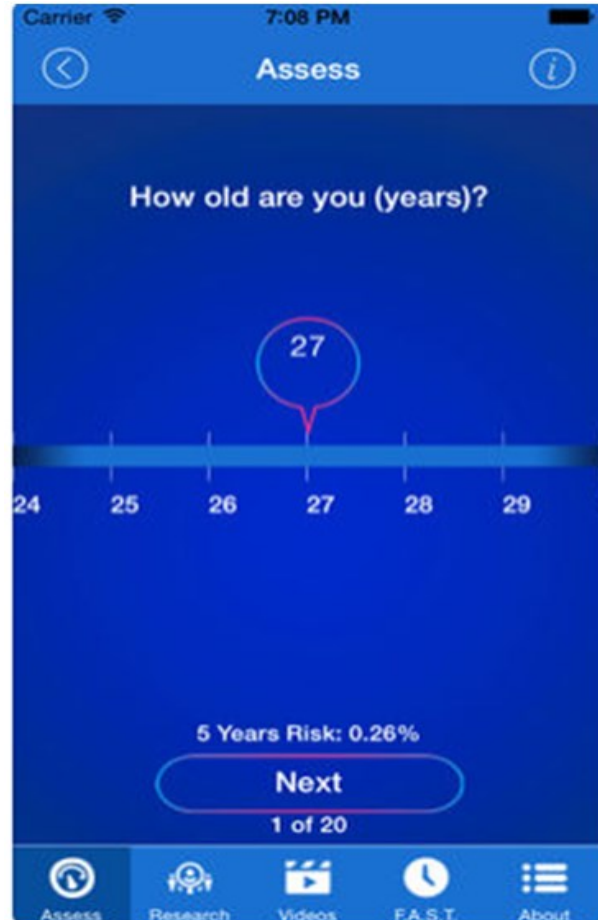 Carrier 7:08 PM
Assess
i
How old are you (years)?
27
24 25 26 27 28 29
5 Years Risk: 0.26%
Next
1 of 20
Assess Research Videos F.A.S.T. About